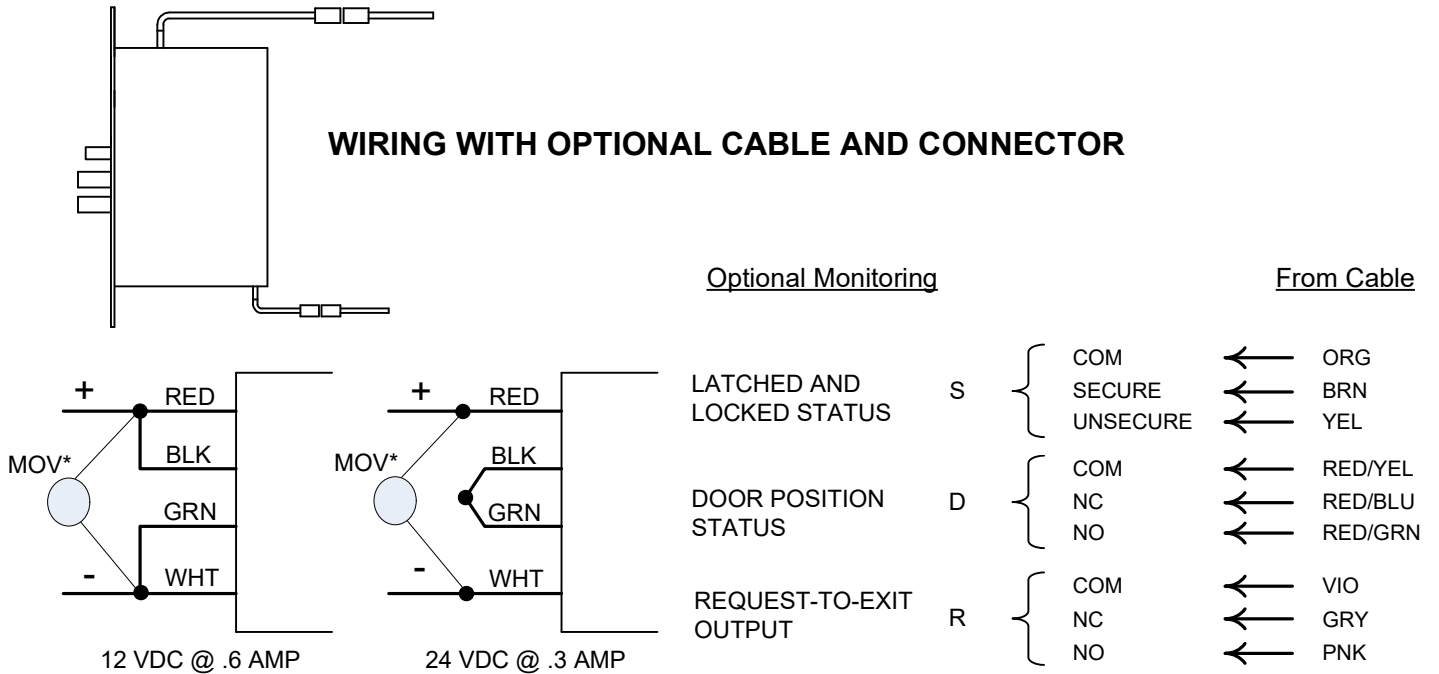 WIRING WITH OPTIONAL CABLE AND CONNECTOR
Optional Monitoring
From Cable
+
RED
BLK
MOV*
GRN
-
WHT
12 VDC @ .6 AMP
+
RED
BLK
MOV*
GRN
-
WHT
24 VDC @ .3 AMP
LATCHED AND
LOCKED STATUS
S
COM
ORG
SECURE
BRN
UNSECURE
YEL
DOOR POSITION
STATUS
D
COM
RED/YEL
NC
RED/BLU
NO
RED/GRN
REQUEST-TO-EXIT
OUTPUT
R
COM
VIO
NC
GRY
NO
PNK